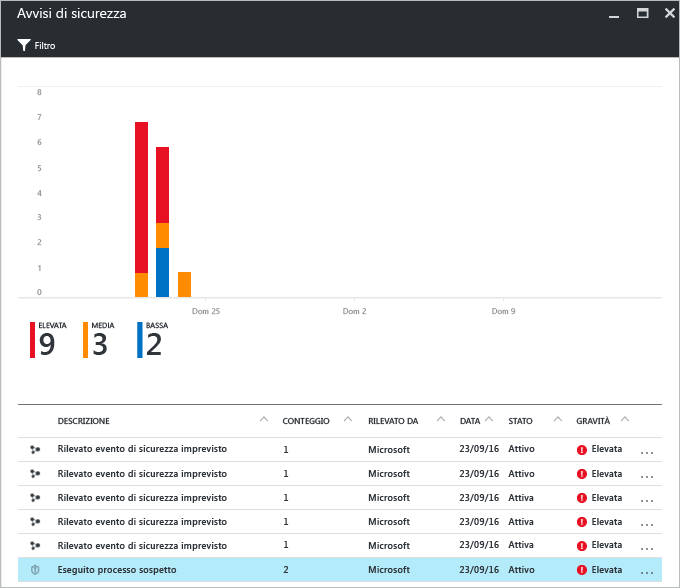 Avvisi di sicurezza
Filtro
8
7
6
5
4
3
2
1
0
Dom 25 Dom 2 Dom 9
ELEVATA MEDIA BASSA
9 3 2
DESCRIZIONE CONTEGGIO RILEVATO DA DATA STATO GRAVITÀ
Rilevato evento di sicurezza imprevisto 1 Microsoft 23/09/16 Attivo Elevata ...
Rilevato evento di sicurezza imprevisto 1 Microsoft 23/09/16 Attivo Elevata ...
Rilevato evento di sicurezza imprevisto 1 Microsoft 23/09/16 Attiva Elevata ...
Rilevato evento di sicurezza imprevisto 1 Microsoft 23/09/16 Attiva Elevata ...
Rilevato evento di sicurezza imprevisto 1 Microsoft 23/09/16 Attiva Elevata ...
Eseguito processo sospetto 2 Microsoft 23/09/16 Attivo Elevata ...